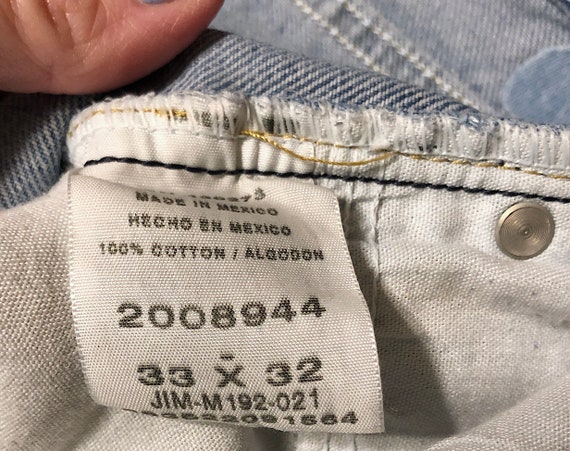 MADE IN MEXICO
HECHO EN MEXICO
100% COTTON / ALGODON
2008944
33 X 32
JIM-M192-021